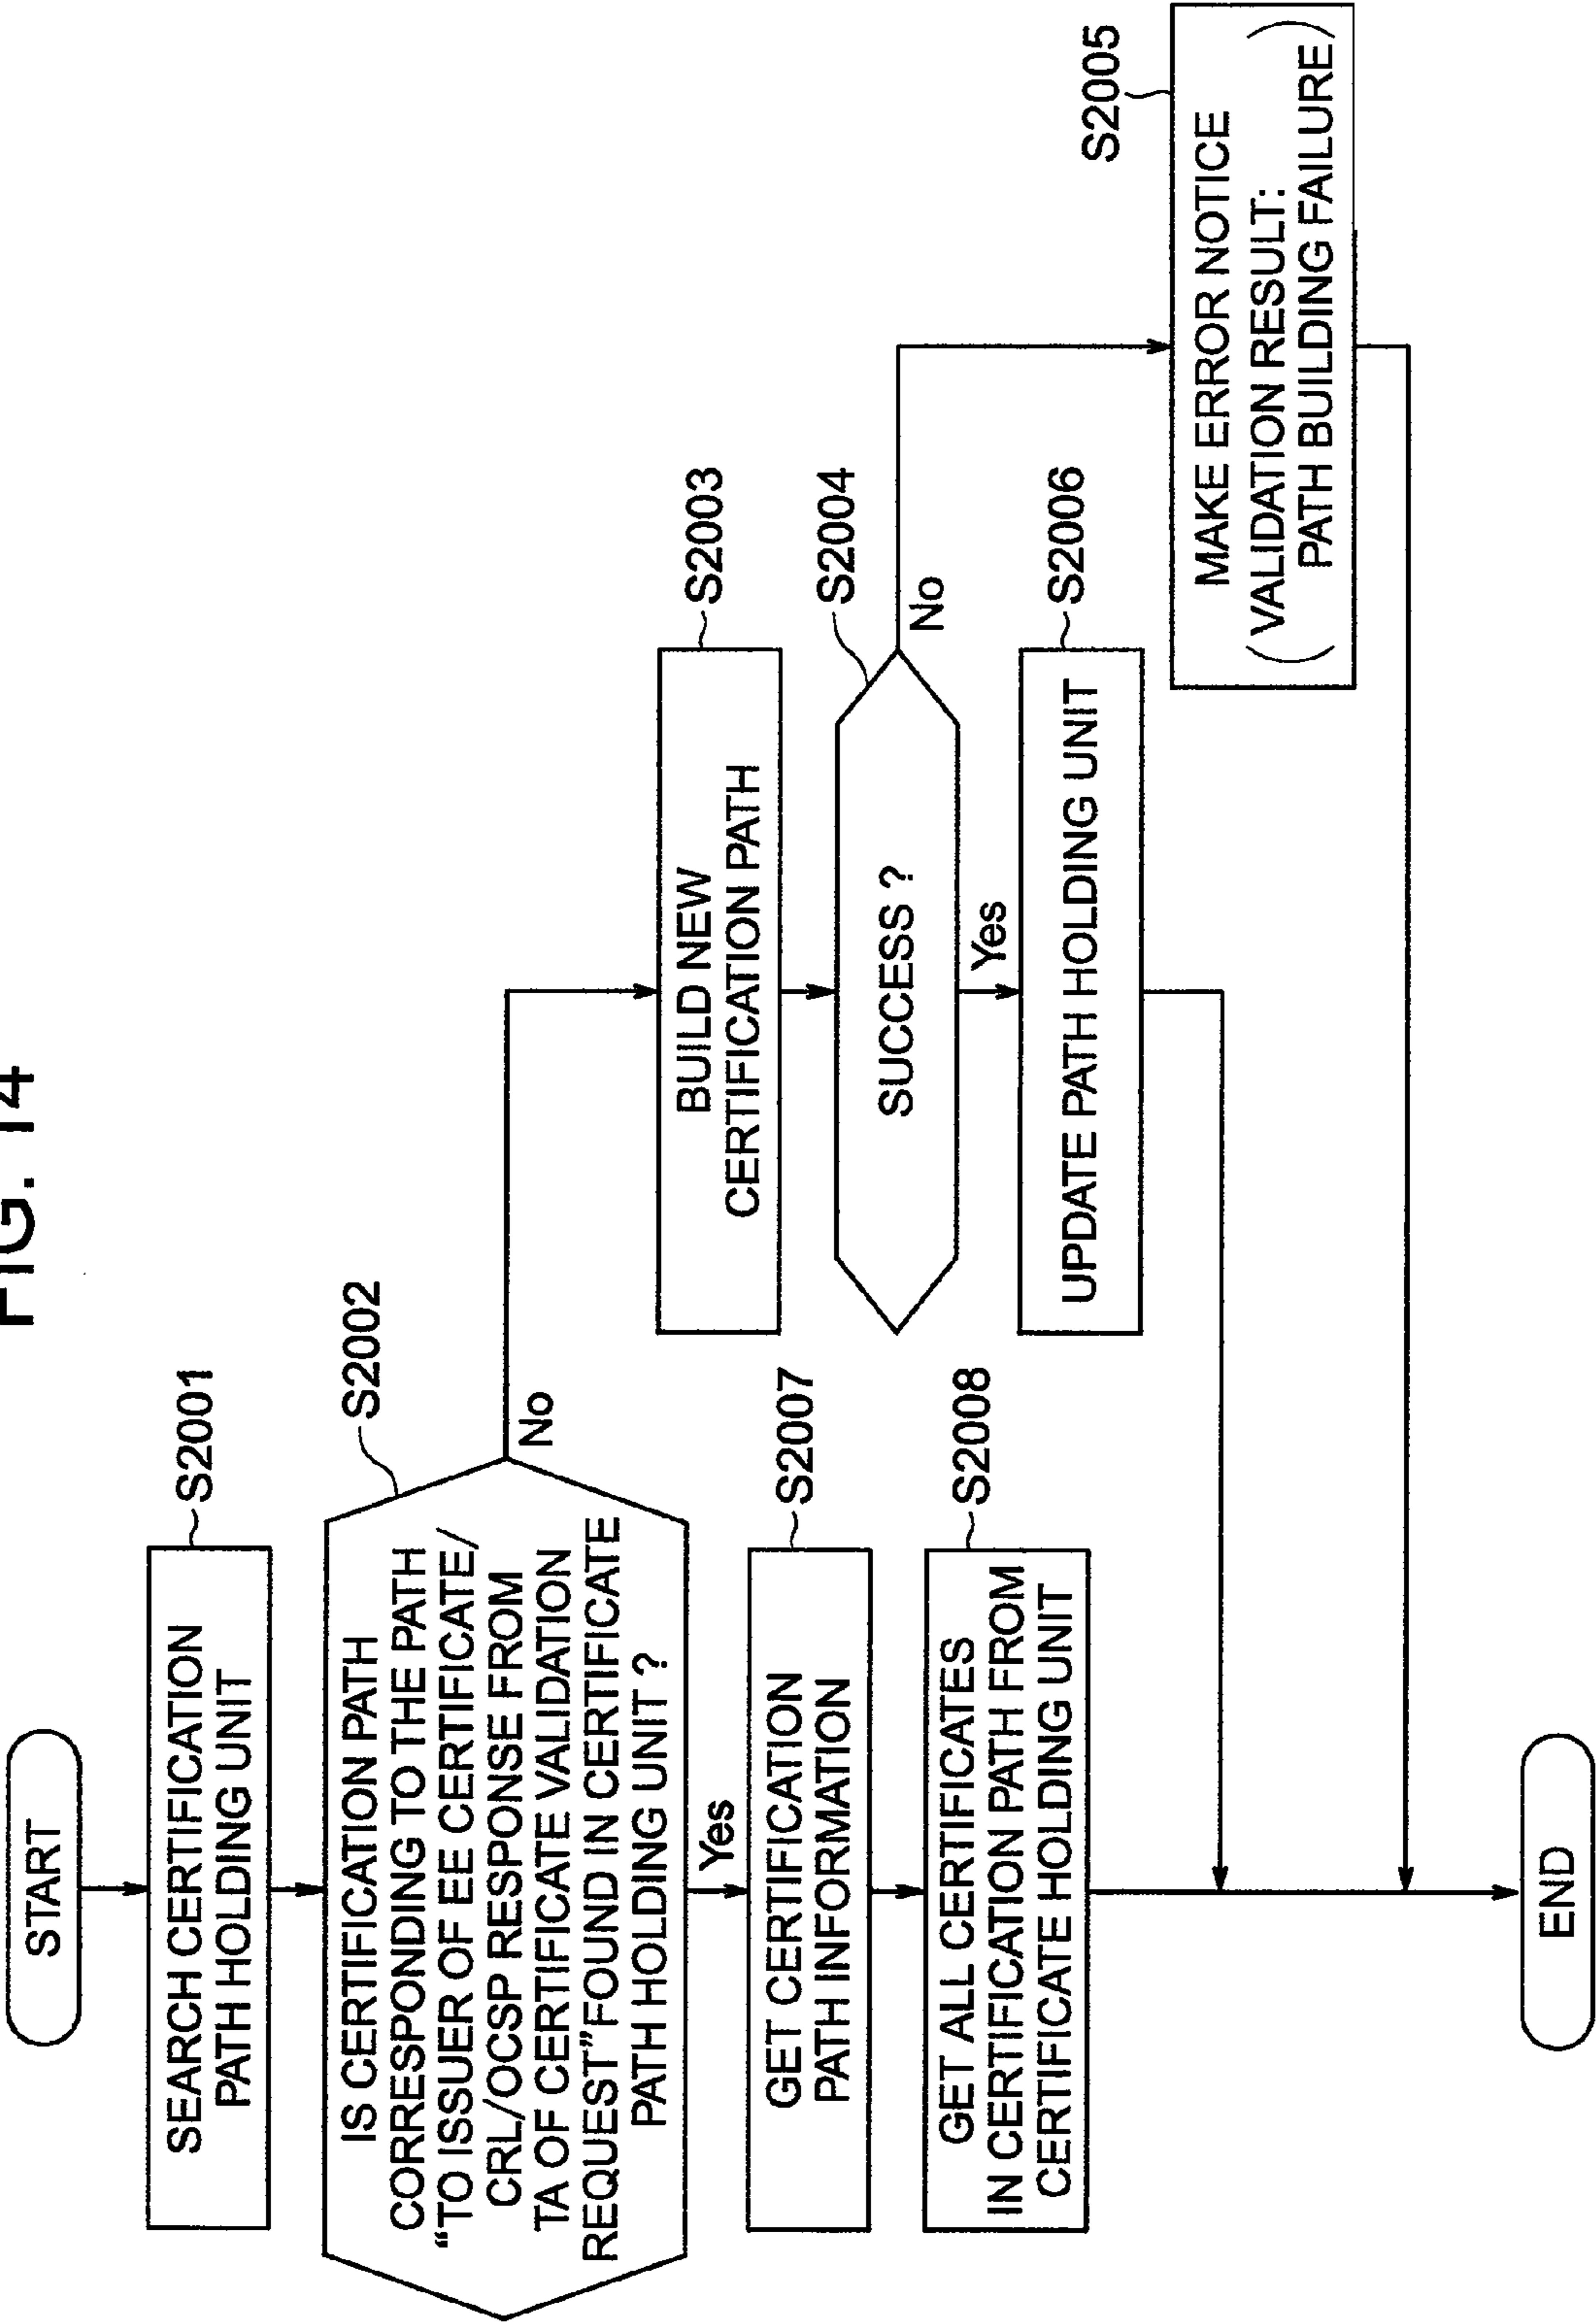 FIG. 14
START
SEARCH CERTIFICATION
PATH HOLDING UNIT
S2001
IS CERTIFICATION PATH
CORRESPONDING TO THE PATH
“TO ISSUER OF EE CERTIFICATE/
CRL/OCSP RESPONSE FROM
TA OF CERTIFICATE VALIDATION
REQUEST”FOUND IN CERTIFICATE
PATH HOLDING UNIT ?
S2002
No
Yes
BUILD NEW
CERTIFICATION PATH
S2003
SUCCESS ?
S2004
No
Yes
MAKE ERROR NOTICE
(VALIDATION RESULT:
PATH BUILDING FAILURE)
S2005
UPDATE PATH HOLDING UNIT
S2006
GET CERTIFICATION
PATH INFORMATION
S2007
GET ALL CERTIFICATES
IN CERTIFICATION PATH FROM
CERTIFICATE HOLDING UNIT
S2008
END